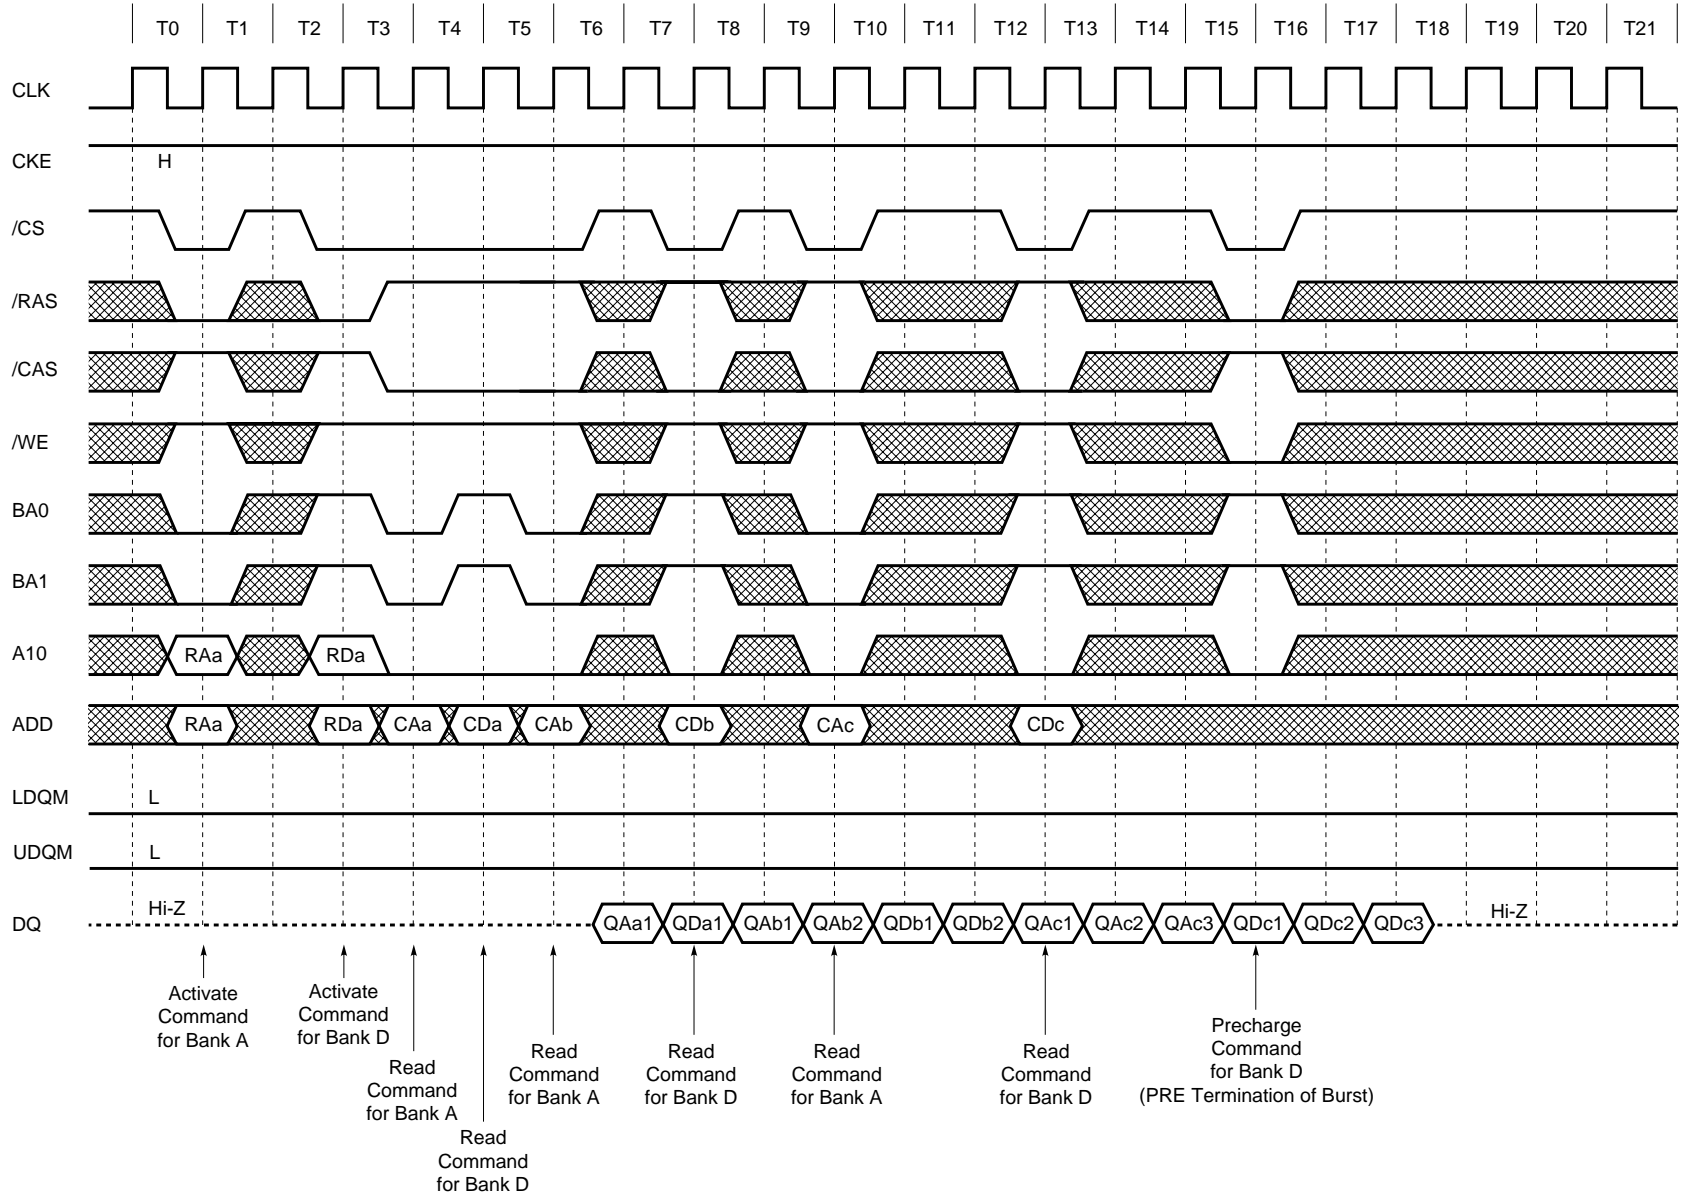 T0 T1 T2 T3 T4 T5 T6 T7 T8 T9 T10 T11 T12 T13 T14 T15 T16 T17 T18 T19 T20 T21
CLK
CKE H
/CS
/RAS
/CAS
/WE
BA0
BA1
A10 RAa RDa
ADD RAa RDa CAa CDa CAb CDb CAc CDc
LDQM L
UDQM L
DQ Hi-Z QAa1 QDa1 QAb1 QAb2 QDb1 QDb2 QAc1 QAc2 QAc3 QDc1 QDc2 QDc3 Hi-Z
Activate
Command
for Bank A
Activate
Command
for Bank D
Read
Command
for Bank A
Read
Command
for Bank D
Read
Command
for Bank A
Read
Command
for Bank D
Read
Command
for Bank A
Read
Command
for Bank D
Precharge
Command
for Bank D
(PRE Termination of Burst)